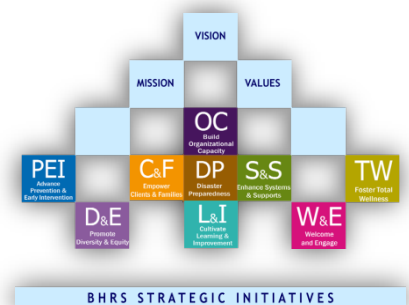 VISION
MISSION
VALUES
OC
Build
Organizational
Capacity
PEI
Advance
Prevention &
Early Intervention
C&F
Empower
Clients & Families
DP
Disaster
Preparedness
S&S
Enhance Systems
& Supports
TW
Foster Total
Wellness
D&E
Promote
Diversity & Equity
L&I
Cultivate
Learning &
Improvement
W&E
Welcome
and Engage
BHRS STRATEGIC INITIATIVES